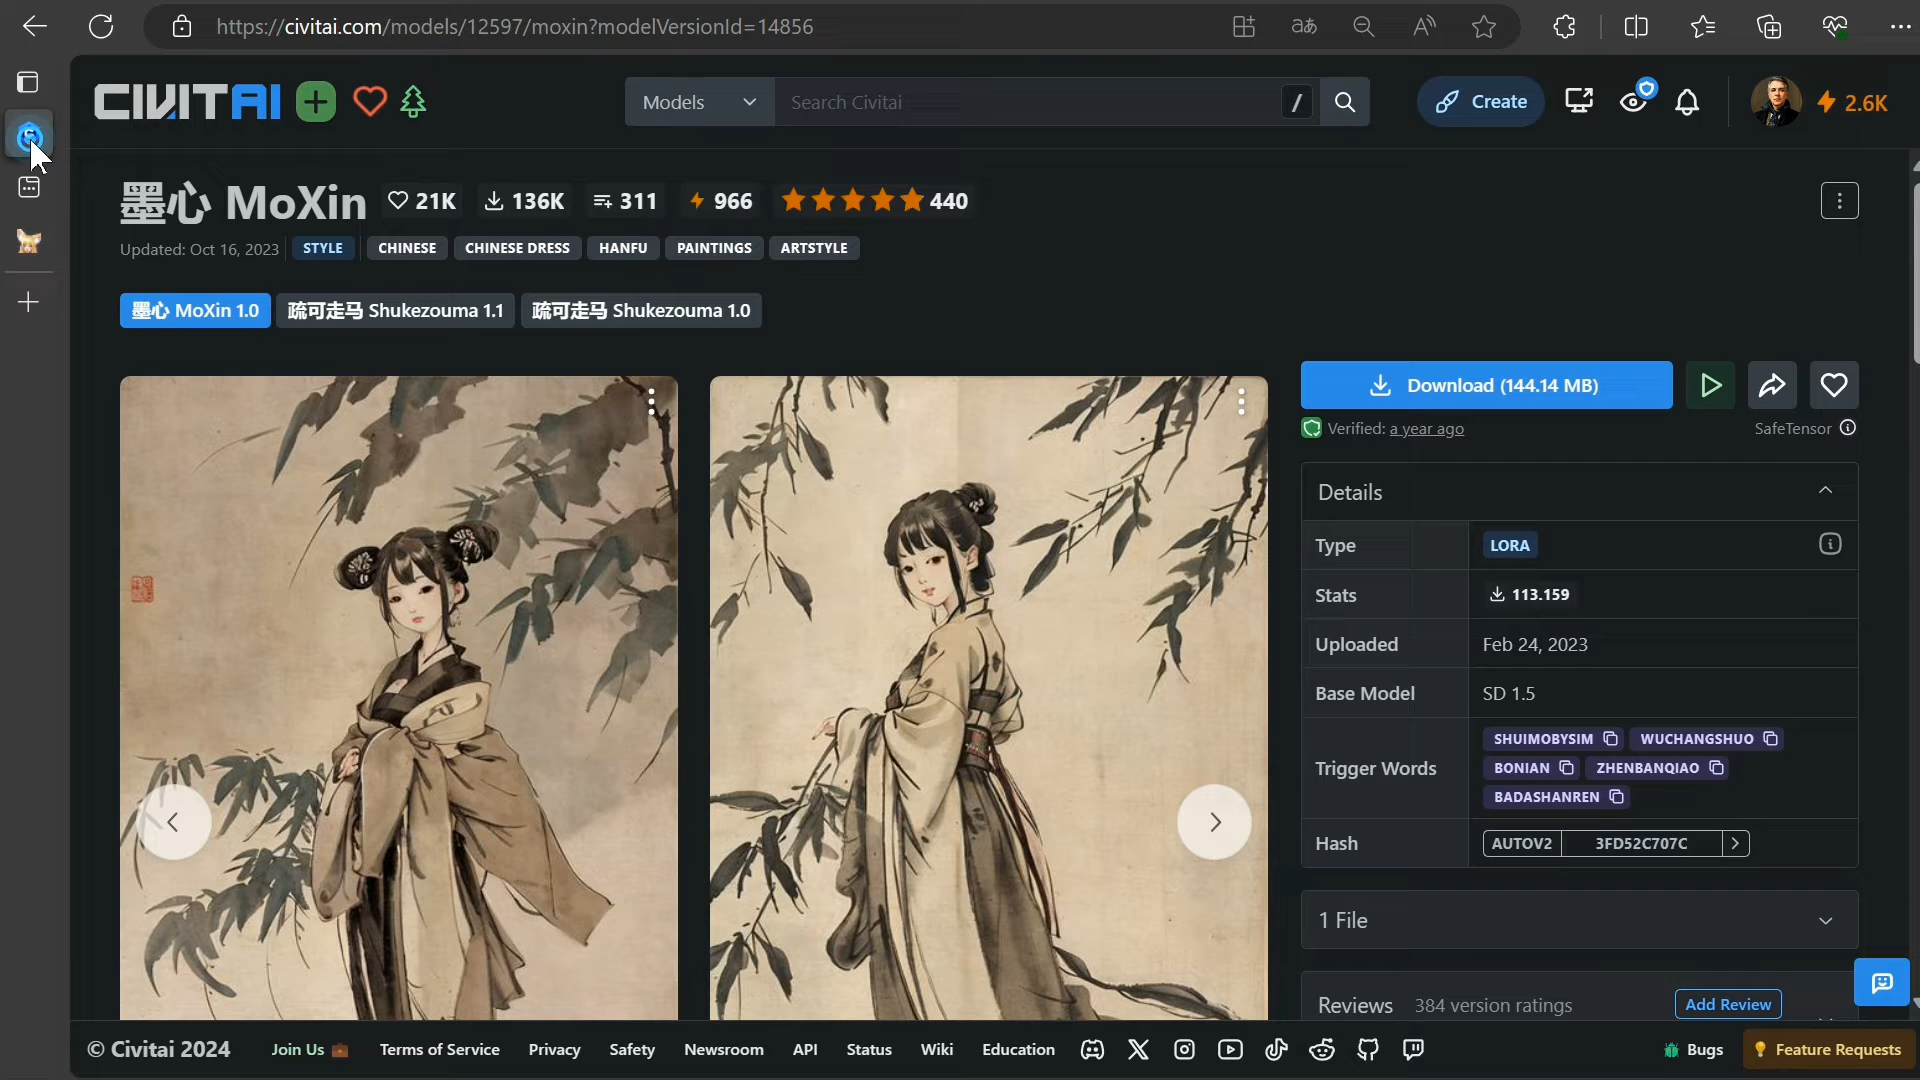 https://civitai.com/models/12597/moxin?modelVersionId=14856
CIVITAI
Models
Search Civitai
/
Create
2.6K
墨心 MoXin
21K
136K
311
966
440
Updated: Oct 16, 2023
STYLE
CHINESE
CHINESE DRESS
HANFU
PAINTINGS
ARTSTYLE
墨心 MoXin 1.0
疏可走马 Shukezouma 1.1
疏可走马 Shukezouma 1.0
Download (144.14 MB)
Verified: a year ago
SafeTensor
Details
Type
LORA
Stats
113.159
Uploaded
Feb 24, 2023
Base Model
SD 1.5
Trigger Words
SHUIMOBYSIM
WUCHANGSHUO
BONIAN
ZHENBANQIAO
BADASHANREN
Hash
AUTOV2
3FD52C707C
1 File
Reviews
384 version ratings
Add Review
© Civitai 2024
Join Us
Terms of Service
Privacy
Safety
Newsroom
API
Status
Wiki
Education
Bugs
Feature Requests